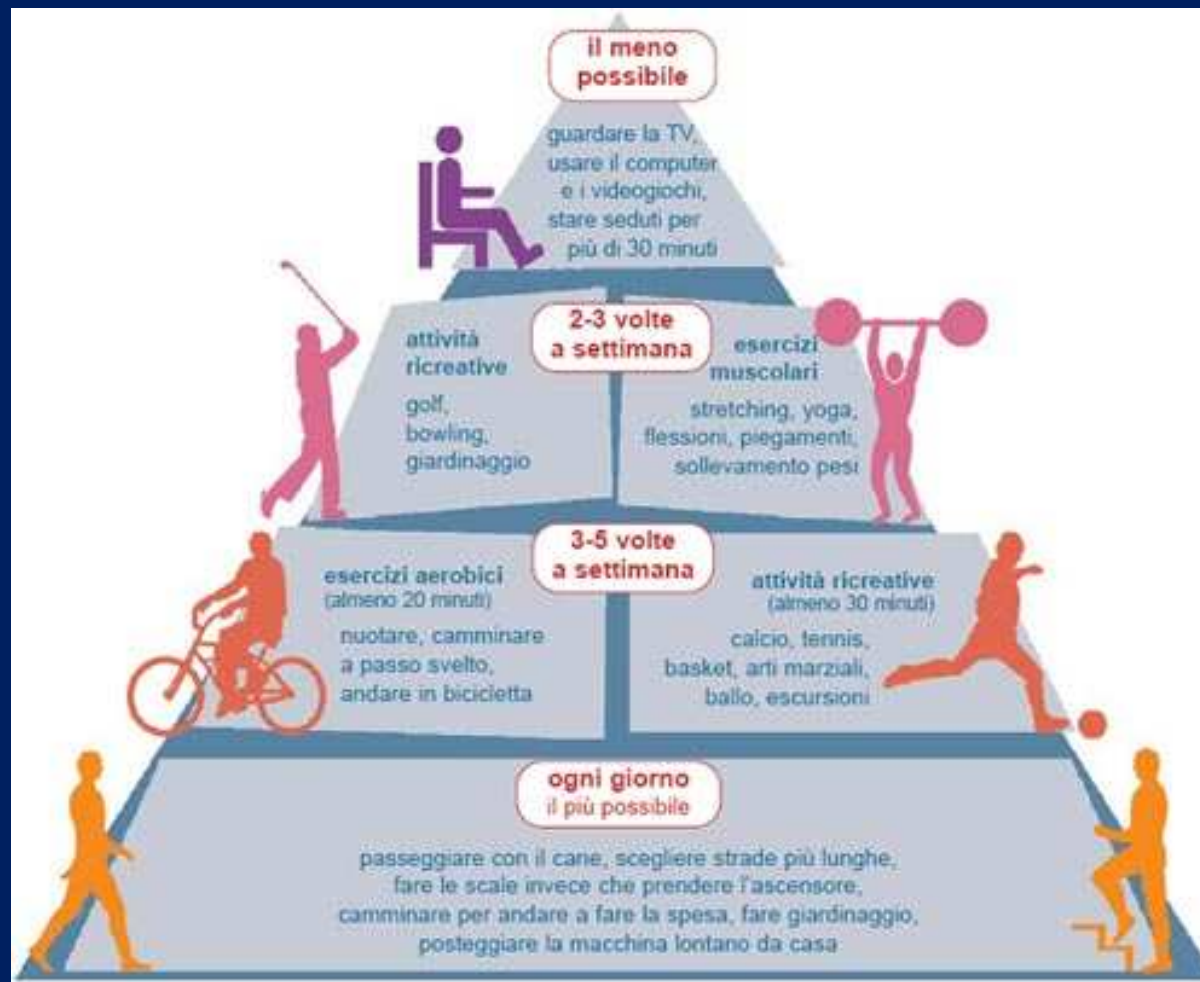 il meno
possibile
guardare la TV,
usare il computer
e i videogiochi,
stare seduti per
più di 30 minuti
2-3 volte
a settimana
attività
ricreative
golf,
bowling,
giardinaggio
esercizi
muscolari
stretching, yoga,
flessioni, piegamenti,
sollevamento pesi
3-5 volte
a settimana
esercizi aerobici
(almeno 20 minuti)
nuotare, camminare
a passo svelto,
andare in bicicletta
attività ricreative
(almeno 30 minuti)
calcio, tennis,
basket, arti marziali,
ballo, escursioni
ogni giorno
il più possibile
passeggiare con il cane, scegliere strade più lunghe,
fare le scale invece che prendere l'ascensore,
camminare per andare a fare la spesa, fare giardinaggio,
posteggiare la macchina lontano da casa